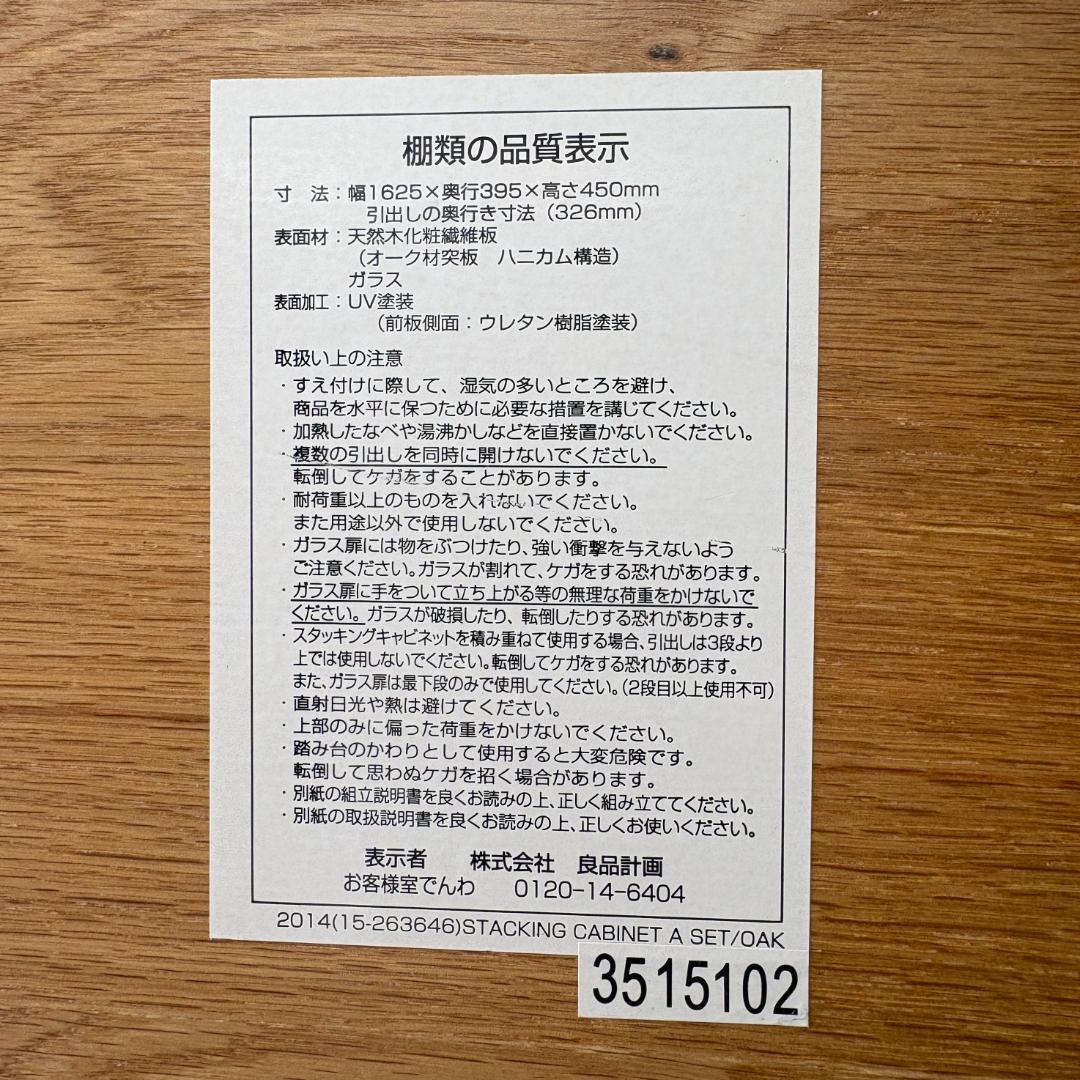 棚類の品質表示
寸　法：幅1625×奥行395×高さ450mm
引出しの奥行き寸法（326mm）
表面材：天然木化粧繊維板
（オーク材突板　ハニカム構造）
ガラス
表面加工：UV塗装
（前板側面：ウレタン樹脂塗装）
取扱い上の注意
・すえ付けに際して、湿気の多いところを避け、
商品を水平に保つために必要な措置を講じてください。
・加熱したなべや湯沸かしなどを直接置かないでください。
・複数の引出しを同時に開けないでください。
転倒してケガをすることがあります。
・耐荷重以上のものを入れないでください。
また用途以外で使用しないでください。
・ガラス扉には物をぶつけたり、強い衝撃を与えないよう
ご注意ください。ガラスが割れて、ケガをする恐れがあります。
・ガラス扉に手をついて立ち上がる等の無理な荷重をかけないで
ください。ガラスが破損したり、転倒したりする恐れがあります。
・スタッキングキャビネットを積み重ねて使用する場合、引出しは3段より
上では使用しないでください。転倒してケガをする恐れがあります。
また、ガラス扉は最下段のみで使用してください。（2段目以上使用不可）
・直射日光や熱は避けてください。
・上部のみに偏った荷重をかけないでください。
・踏み台のかわりとして使用すると大変危険です。
転倒して思わぬケガを招く場合があります。
・別紙の組立説明書を良くお読みの上、正しく組み立ててください。
・別紙の取扱説明書を良くお読みの上、正しくお使いください。
表示者　株式会社　良品計画
お客様室でんわ　0120-14-6404
2014(15-263646)STACKING CABINET A SET/OAK
3515102